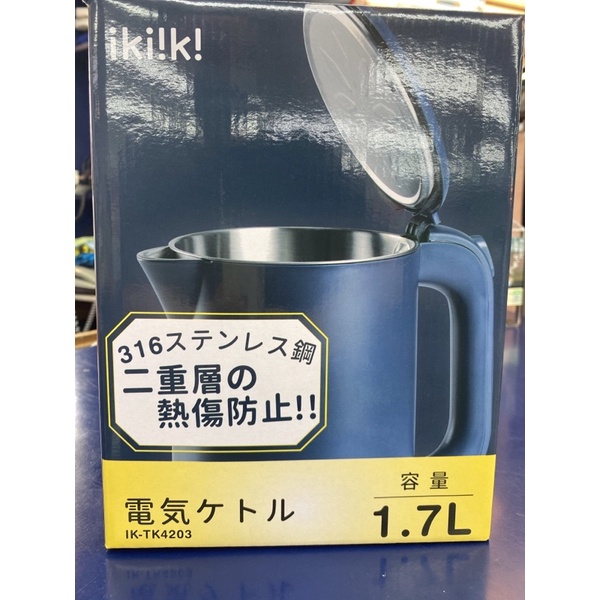 iki!k!
316ステンレス鋼
二重層の
熱傷防止!!
電気ケトル
IK-TK4203
容量
1.7L